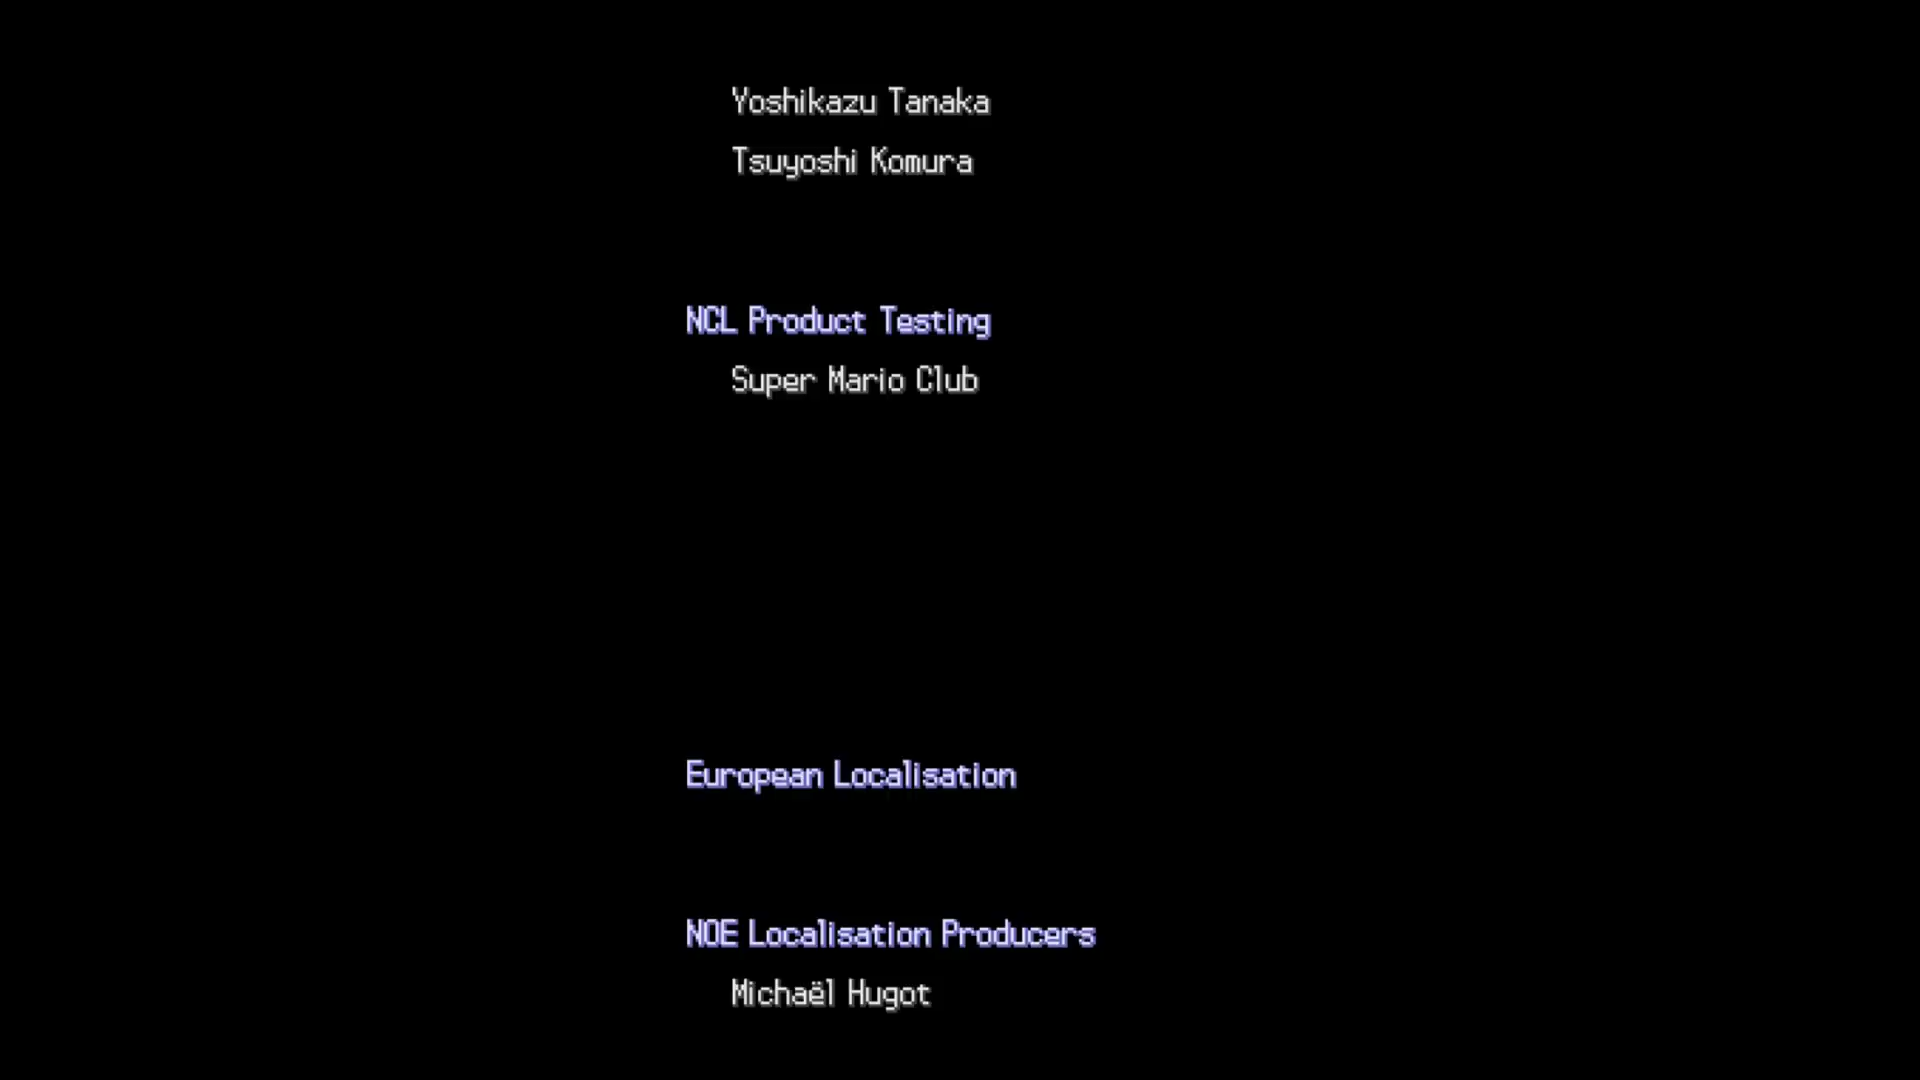 Yoshikazu Tanaka
Tsuyoshi Komura
NCL Product Testing
Super Mario Club
European Localisation
NOE Localisation Producers
Michaël Hugot